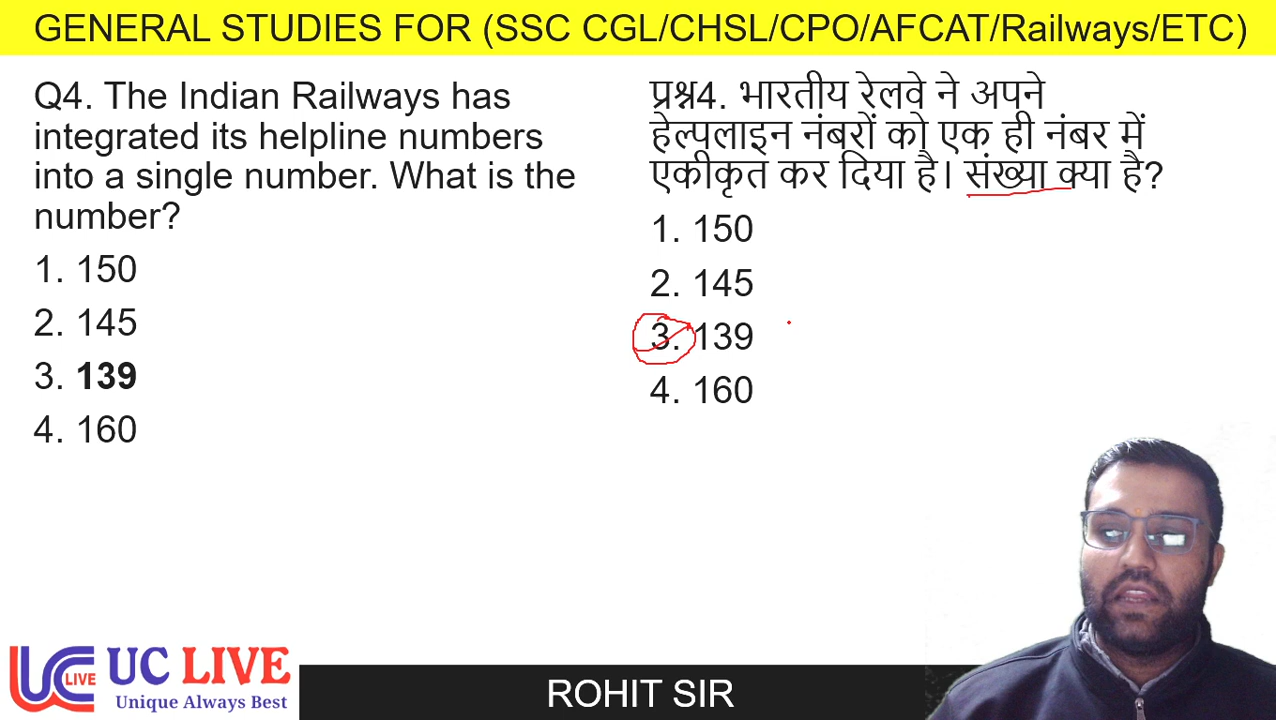 GENERAL STUDIES FOR (SSC CGL/CHSL/CPO/AFCAT/Railways/ETC)
Q4. The Indian Railways has
integrated its helpline numbers
into a single number. What is the
number?
1. 150
2. 145
3. 139
4. 160
प्रश्न4. भारतीय रेलवे ने अपने
हेल्पलाइन नंबरों को एक ही नंबर में
एकीकृत कर दिया है। संख्या क्या है?
1. 150
2. 145
3. 139
4. 160
UC LIVE
LIVE
Unique Always Best
ROHIT SIR